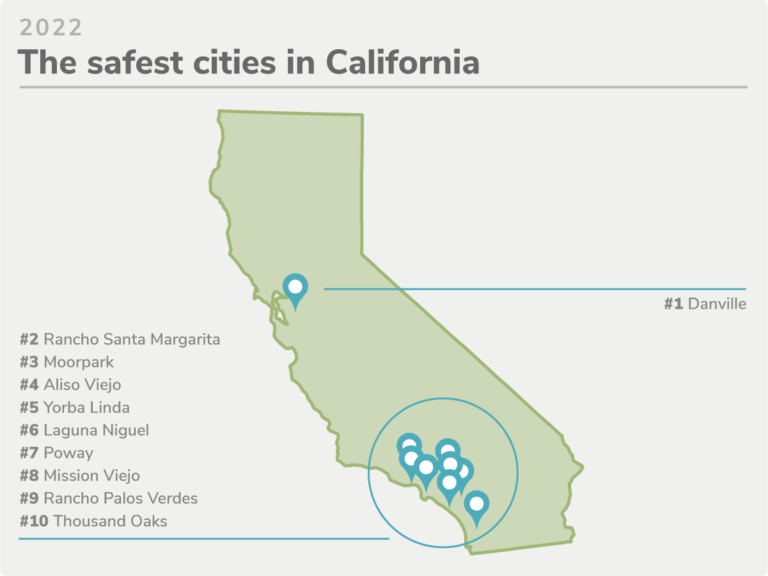 2022
The safest cities in California
#1 Danville
#2 Rancho Santa Margarita
#3 Moorpark
#4 Aliso Viejo
#5 Yorba Linda
#6 Laguna Niguel
#7 Poway
#8 Mission Viejo
#9 Rancho Palos Verdes
#10 Thousand Oaks